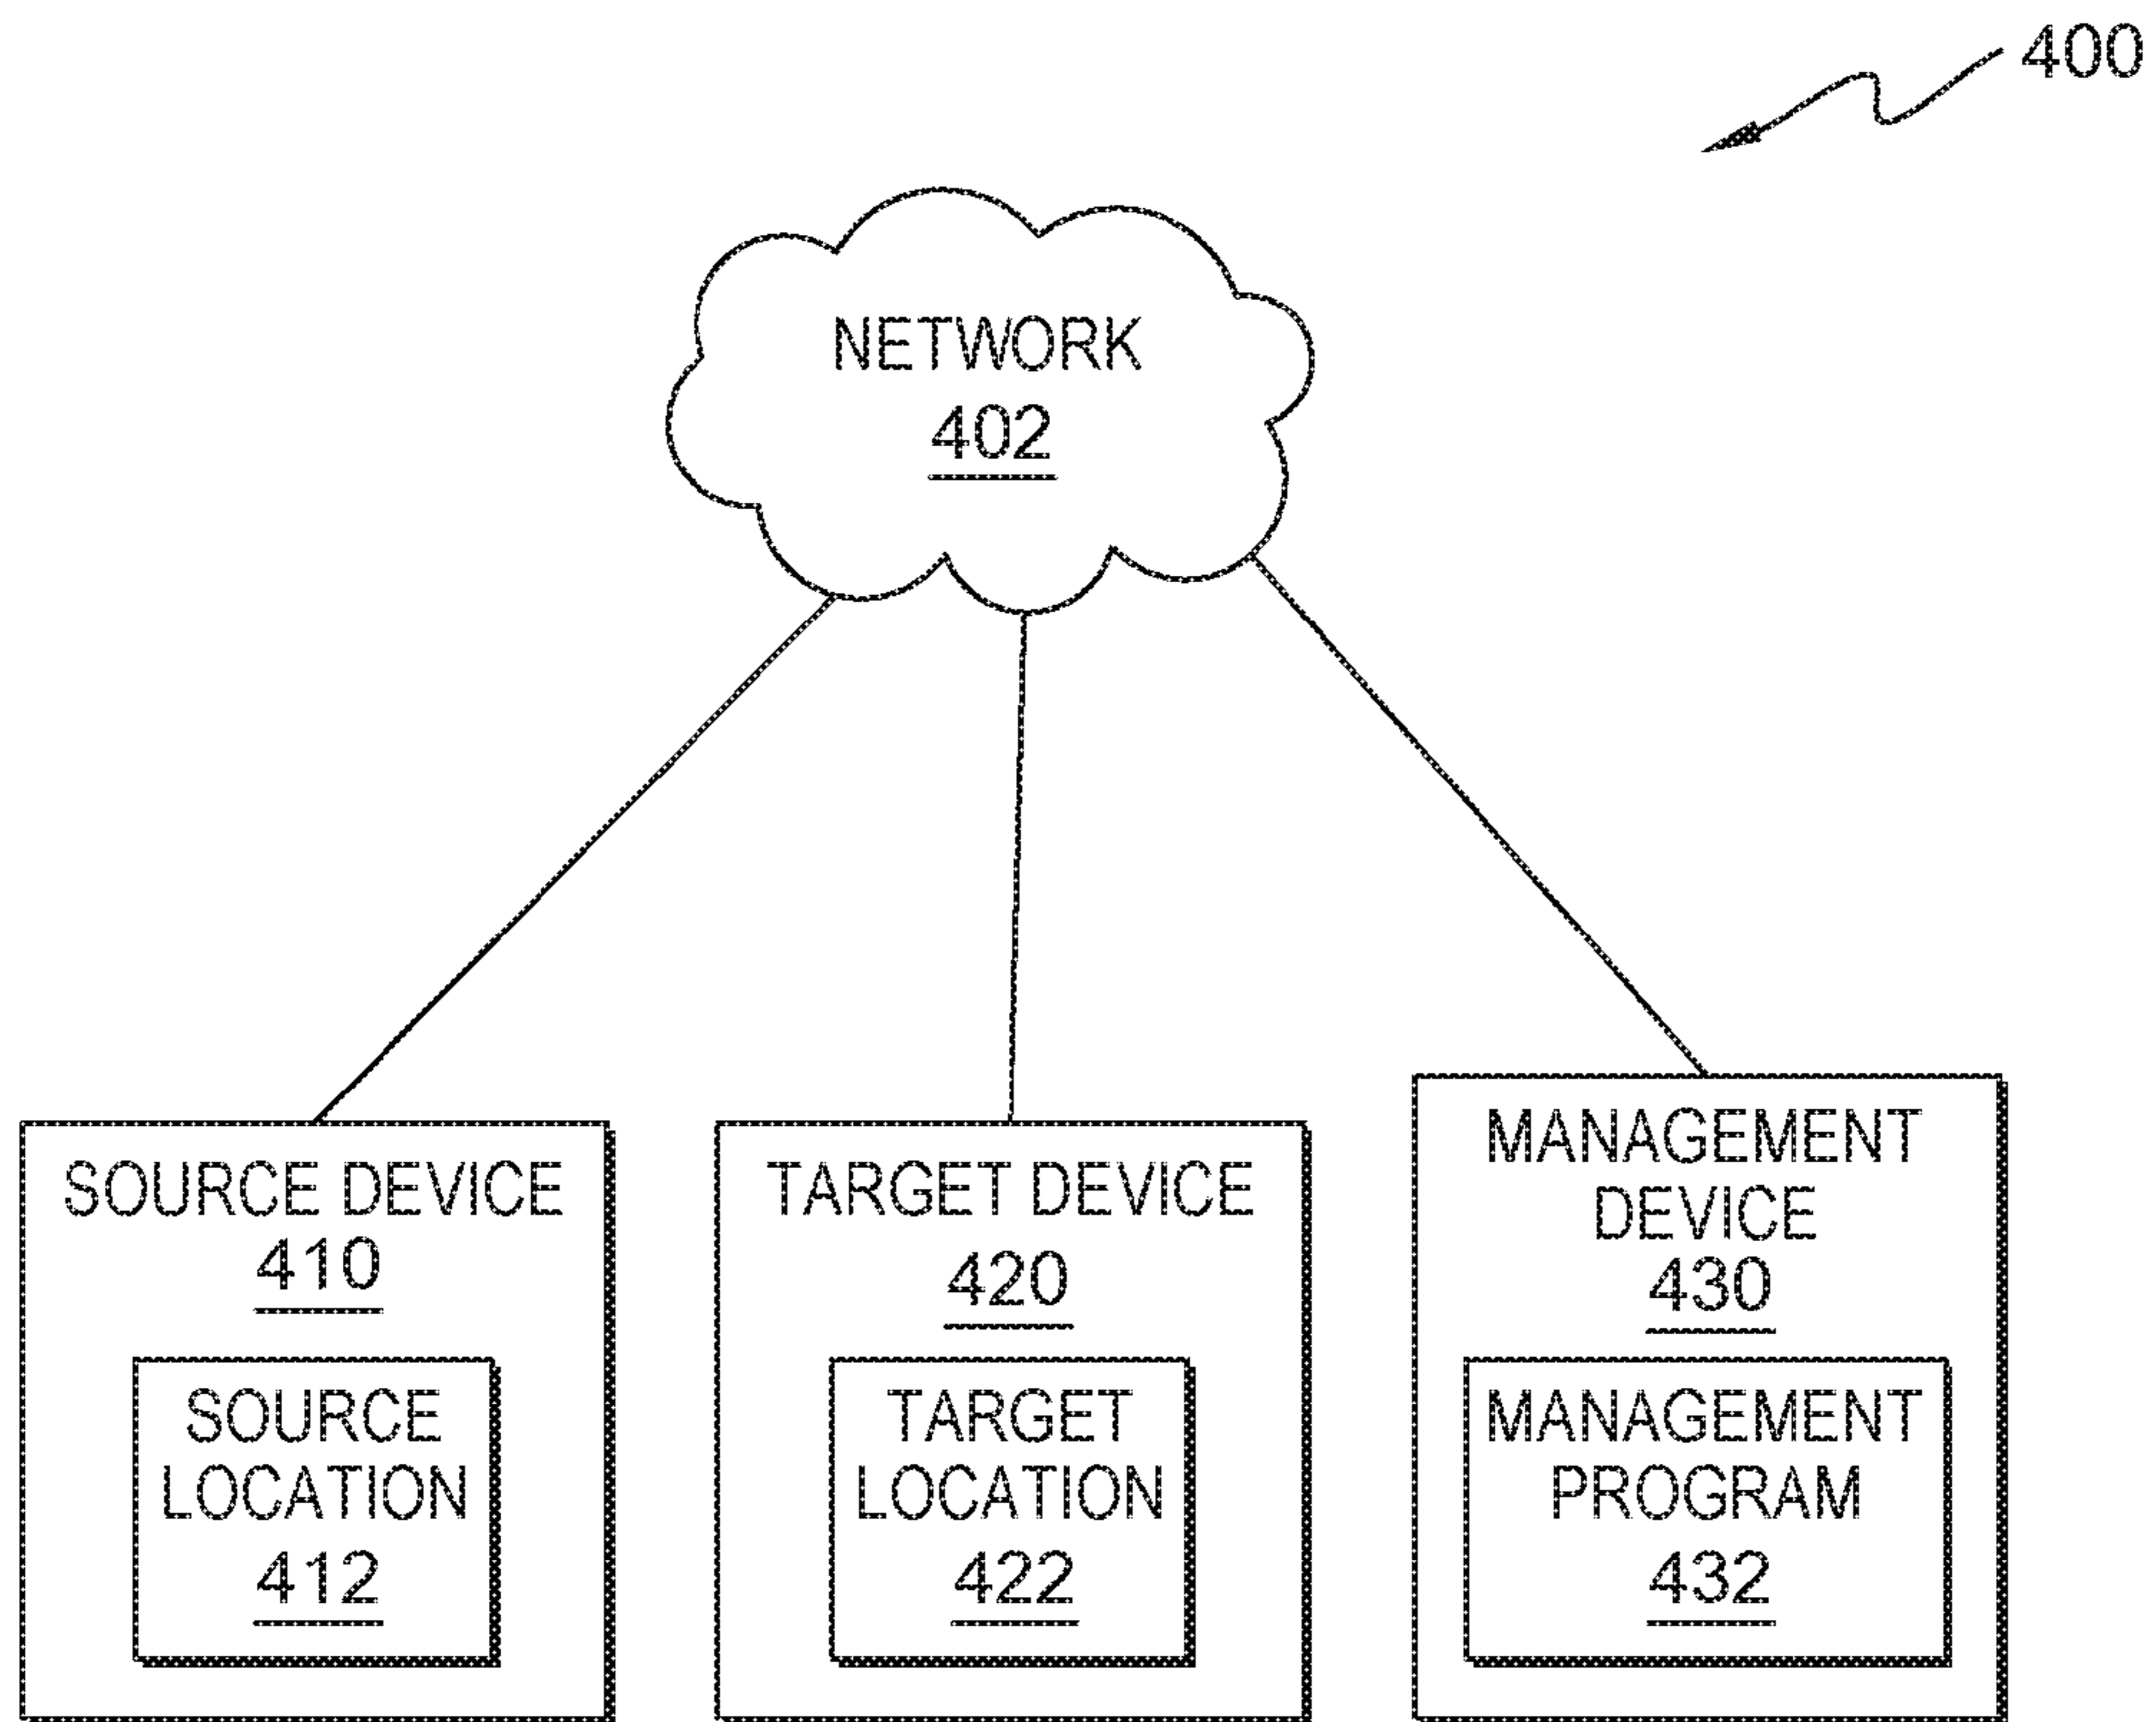 400
NETWORK
402
SOURCE DEVICE
410
SOURCE
LOCATION
412
TARGET DEVICE
420
TARGET
LOCATION
422
MANAGEMENT
DEVICE
430
MANAGEMENT
PROGRAM
432